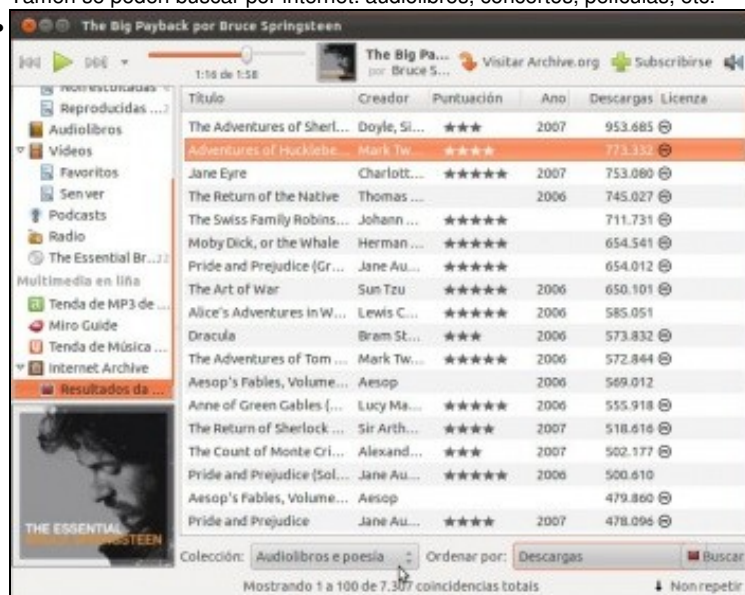 Tamén se poden buscar por internet: audiolibros, concertos, películas, etc.
The Big Payback por Bruce Springsteen
1:16 de 1:58
The Big Pa...
por Bruce S...
Visitar Archive.org
Subscribirse
Non escoitadas
Reproducidas ...
Audiolibros
Vídeos
Favoritos
Sen ver
Podcasts
Radio
The Essential Br...
Multimedia en liña
Tenda de MP3 de ...
Miro Guide
Tenda de Música ...
Internet Archive
Resultados da ...
THE ESSENTIAL
BRUCE SPRINGSTEEN
Título Creador Puntuación Ano Descargas Licenza
The Adventures of Sherl... Doyle, Si... ★★★ 2007 953.685
Adventures of Hucklebe... Mark Tw... ★★★★ 773.332
Jane Eyre Charlott... ★★★★★ 2007 753.080
The Return of the Native Thomas ... 2006 745.027
The Swiss Family Robins... Johann ... ★★★★★ 711.731
Moby Dick, or the Whale Herman ... ★★★★★ 654.541
Pride and Prejudice (Gr... Jane Au... ★★★★★ 654.012
The Art of War Sun Tzu ★★★★★ 2006 650.101
Alice's Adventures in W... Lewis C... ★★★★★ 2006 585.051
Dracula Bram St... ★★★ 2006 573.832
The Adventures of Tom ... Mark Tw... ★★★★★ 2006 572.844
Aesop's Fables, Volume... Aesop 2006 569.012
Anne of Green Gables (... Lucy Ma... ★★★★★ 2006 555.918
The Return of Sherlock ... Sir Arth... ★★★★ 2007 518.616
The Count of Monte Cri... Alexand... ★★★ 2007 502.177
Pride and Prejudice (Sol... Jane Au... ★★★★★ 2006 500.610
Aesop's Fables, Volume... Aesop 479.860
Pride and Prejudice Jane Au... ★★★★ 2007 478.096
Colección: Audiolibros e poesía Ordenar por: Descargas Buscar
Mostrando 1 a 100 de 7.307 coincidencias totais Non repetir